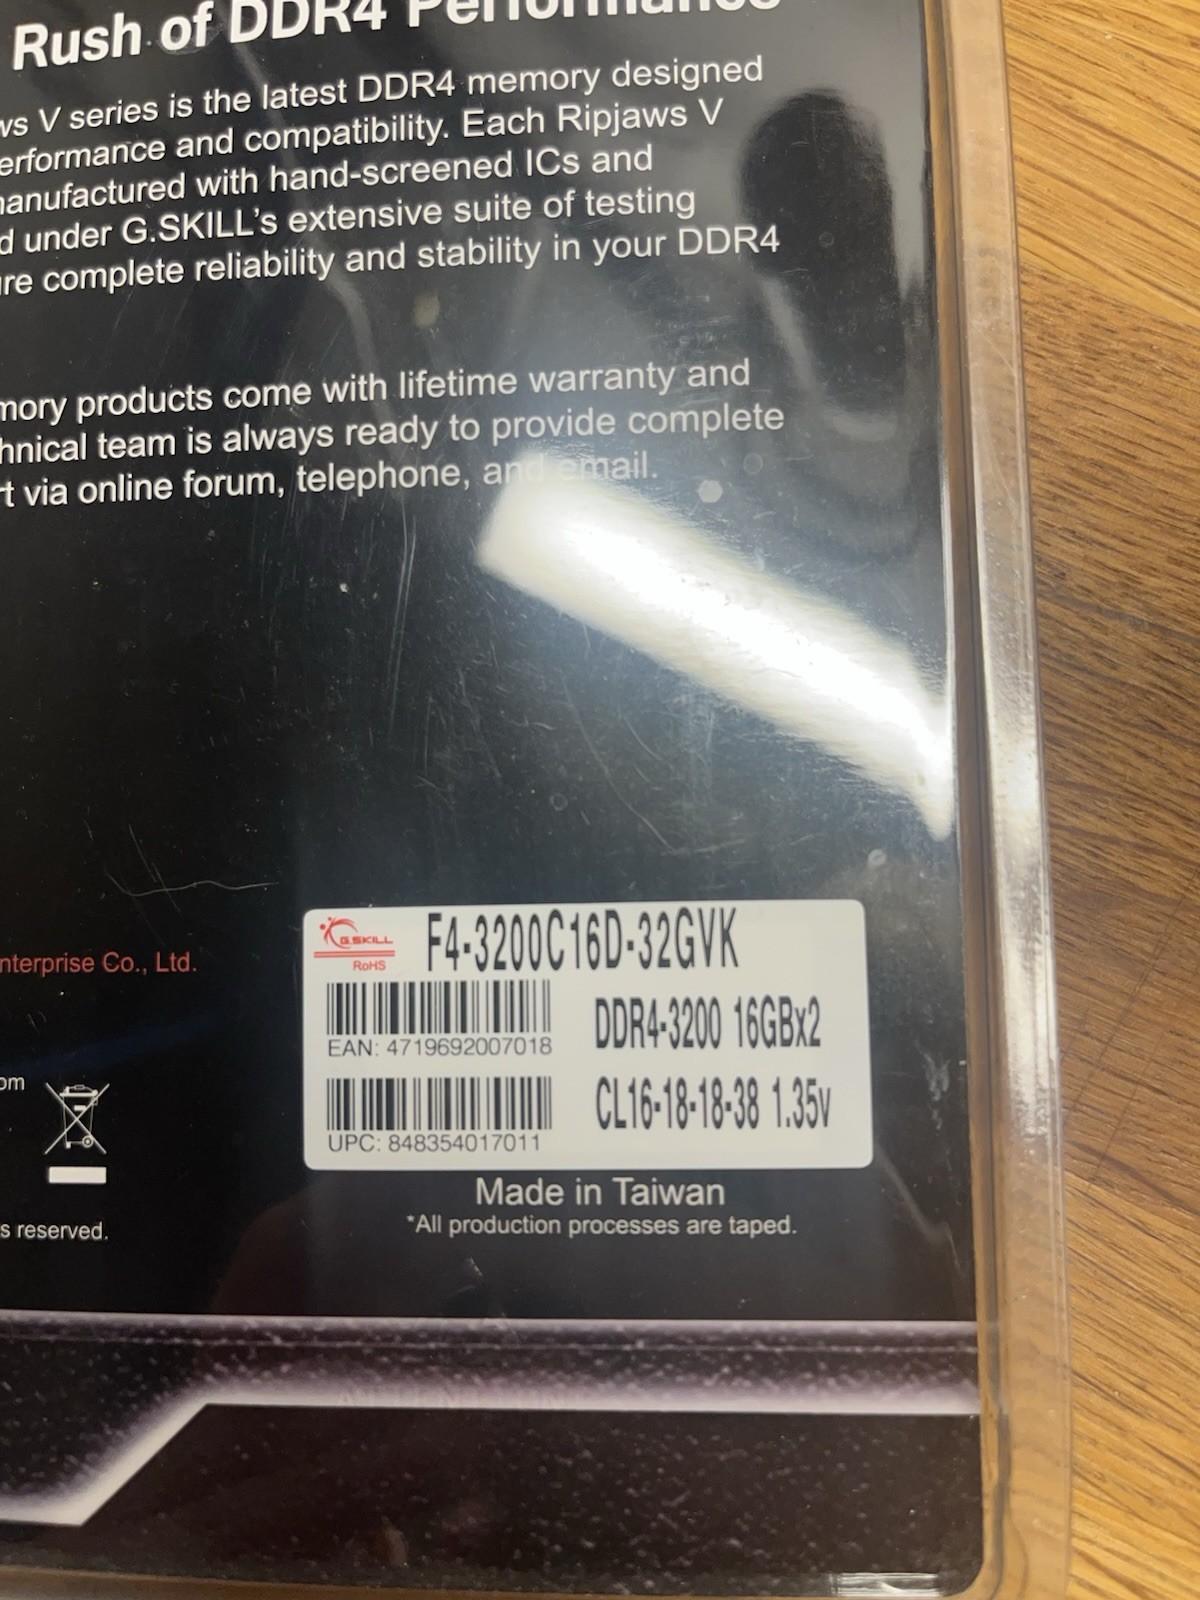 Rush of DDR4 Performance
ws V series is the latest DDR4 memory designed
erformance and compatibility. Each Ripjaws V
anufactured with hand-screened ICs and
d under G.SKILL's extensive suite of testing
ure complete reliability and stability in your DDR4
mory products come with lifetime warranty and
hnical team is always ready to provide complete
rt via online forum, telephone, and email.
G.SKILL
RoHS
F4-3200C16D-32GVK
EAN: 4719692007018
DDR4-3200 16GBx2
UPC: 848354017011
CL16-18-18-38 1.35v
nterprise Co., Ltd.
om
s reserved.
Made in Taiwan
*All production processes are taped.